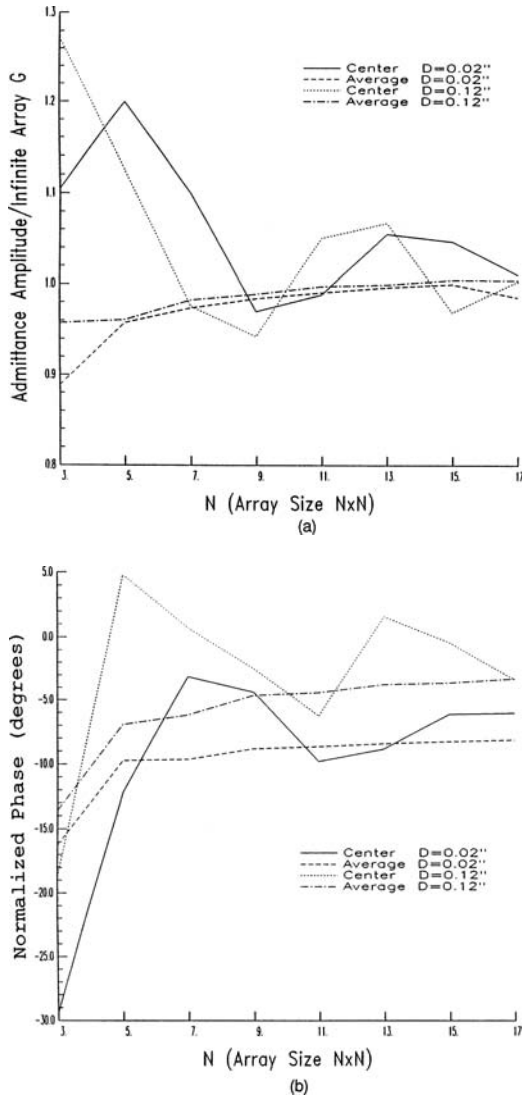 1.3
1.2
1.1
1.0
0.9
0.8
Admittance Amplitude/Infinite Array G
Center D=0.02"
Average D=0.02"
Center D=0.12"
Average D=0.12"
3. 5. 7. 9. 11. 13. 15. 17.
N (Array Size NxN)
(a)
5.0
0.0
-5.0
-10.0
-15.0
-20.0
-25.0
-30.0
Normalized Phase (degrees)
Center D=0.02"
Average D=0.02"
Center D=0.12"
Average D=0.12"
3. 5. 7. 9. 11. 13. 15. 17
N (Array Size NxN)
(b)